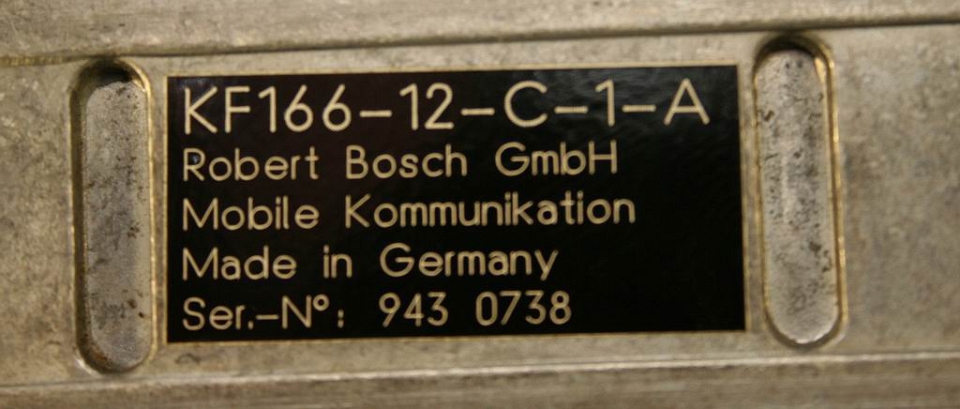 KF166-12-C-1-A
Robert Bosch GmbH
Mobile Kommunikation
Made in Germany
Ser.-N°: 943 0738